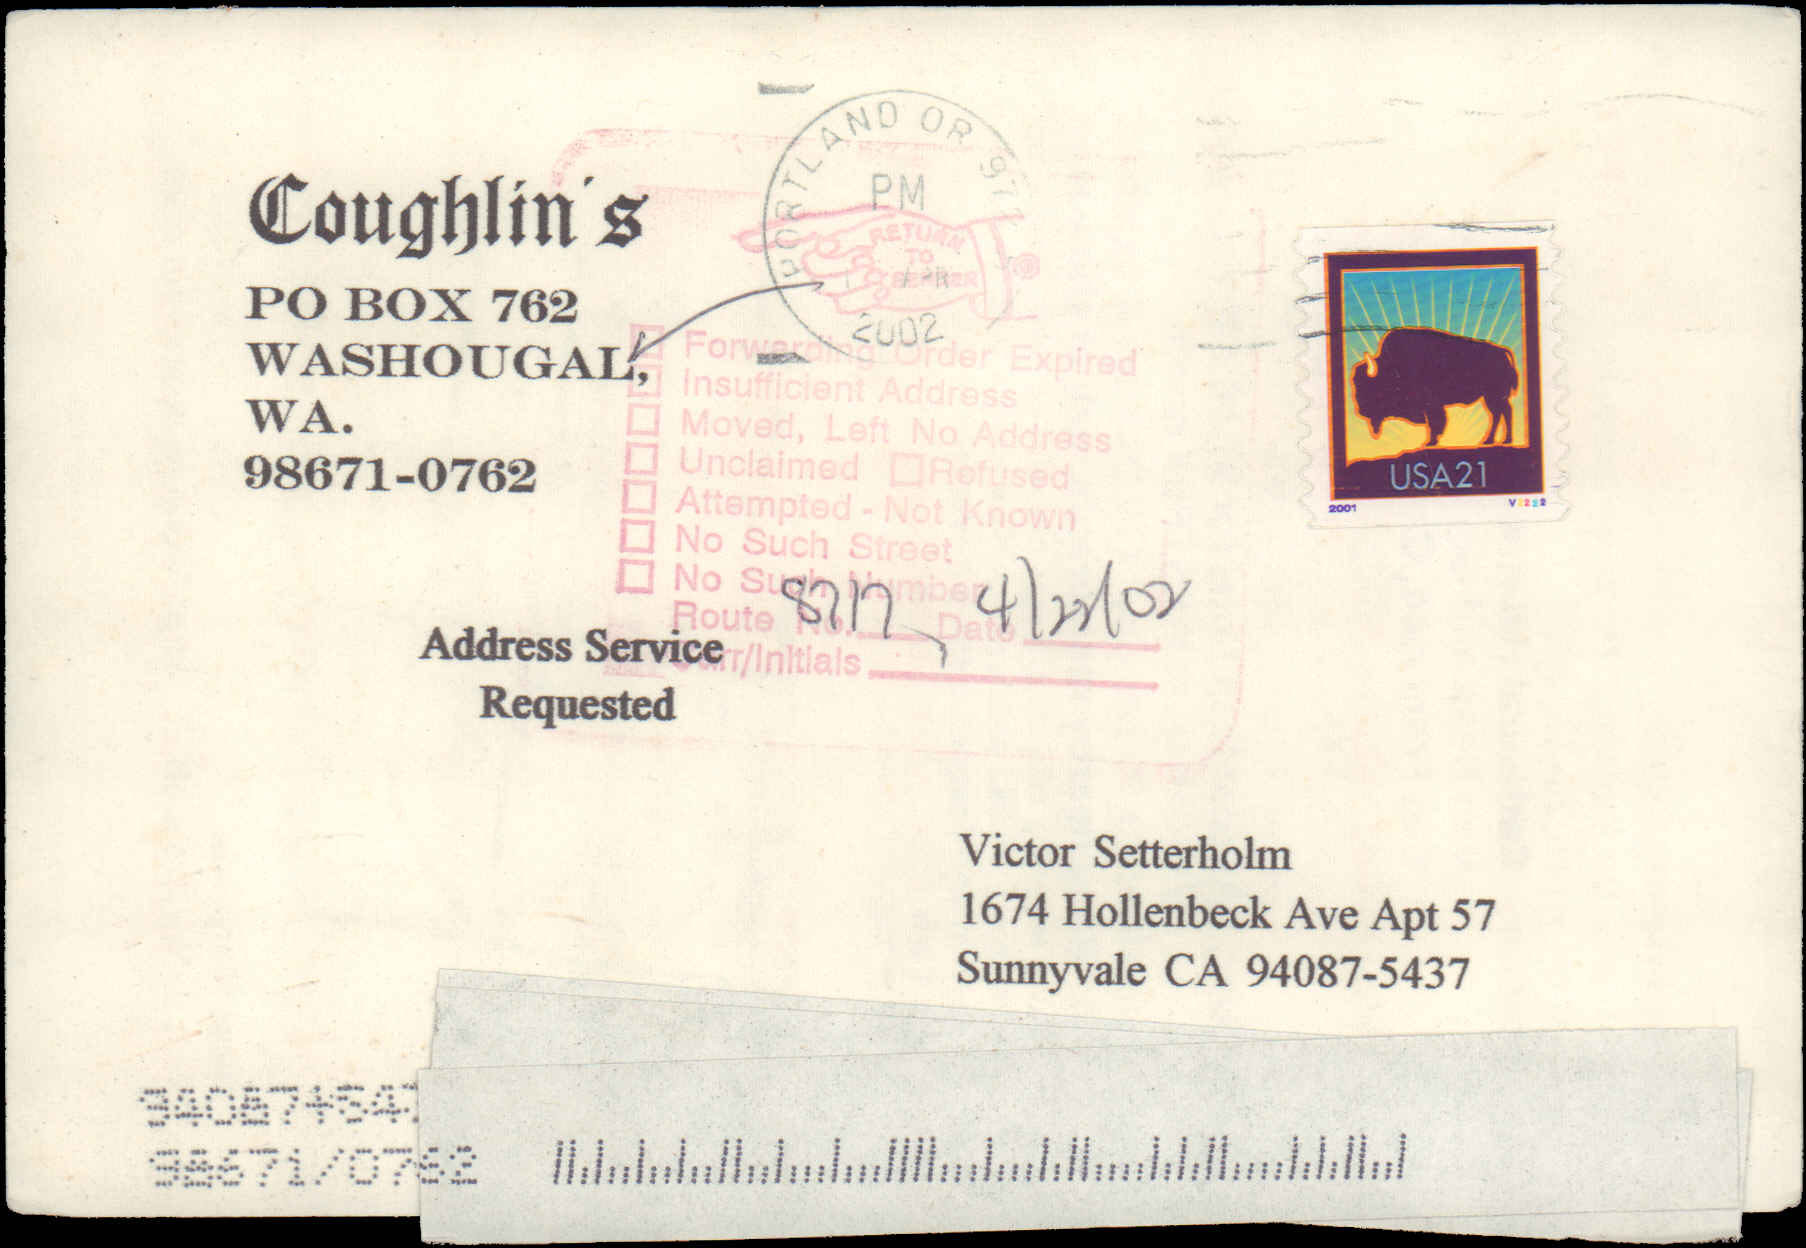 Coughlin's
PO BOX 762
WASHOUGAL,
WA.
98671-0762
PORTLAND OR 97
PM
2002
RETURN
TO
SENDER
Forwarding Order Expired
Insufficient Address
Moved, Left No Address
Unclaimed Refused
Attempted - Not Known
No Such Street
No Such Number
Route No. 8717 Date 4/22/02
Carr/Initials
USA21
2001
Address Service
Requested
Victor Setterholm
1674 Hollenbeck Ave Apt 57
Sunnyvale CA 94087-5437
98671/0762